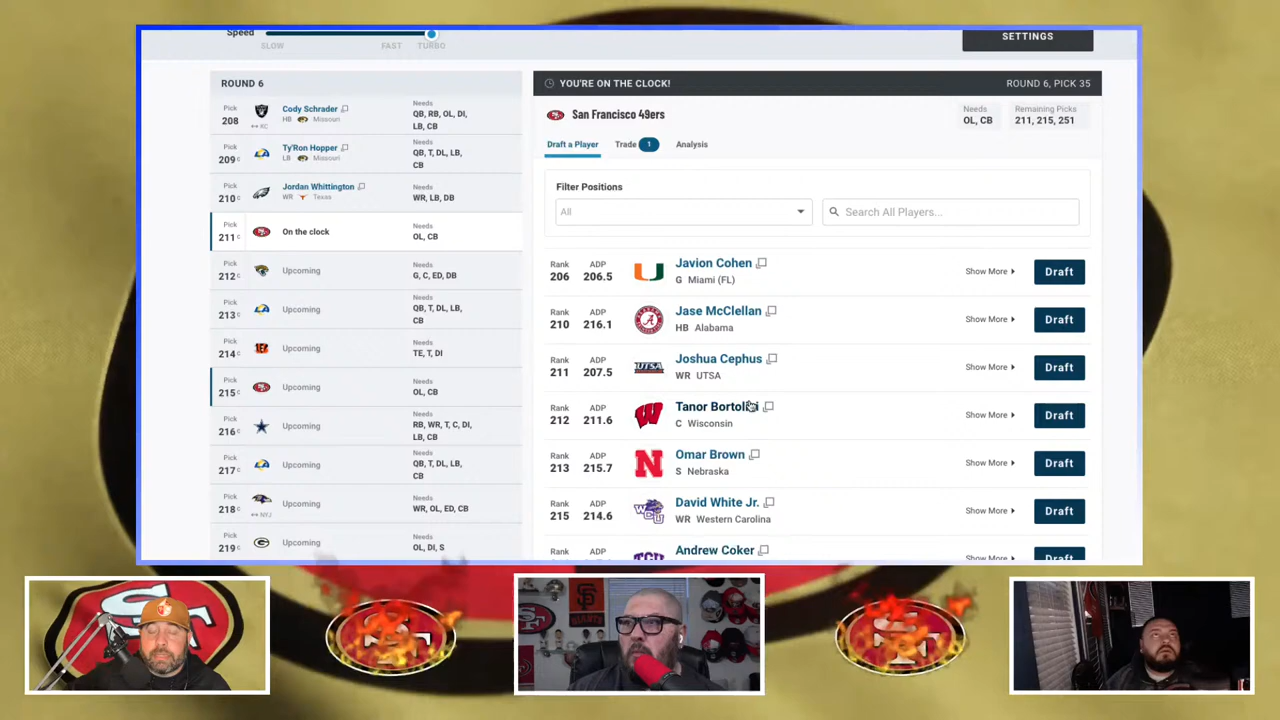 Speed
SLOW FAST TURBO
SETTINGS
ROUND 6
Pick 208
Cody Schrader
HB Missouri
KC
Needs
QB, RB, OL, DI,
LB, CB
Pick 209
Ty'Ron Hopper
LB Missouri
Needs
QB, T, DL, LB,
CB
Pick 210
Jordan Whittington
WR Texas
Needs
WR, LB, DB
Pick 211
On the clock
Needs
OL, CB
Pick 212
Upcoming
Needs
G, C, ED, DB
Pick 213
Upcoming
Needs
QB, T, DL, LB,
CB
Pick 214
Upcoming
Needs
TE, T, DI
Pick 215
Upcoming
Needs
OL, CB
Pick 216
Upcoming
Needs
RB, WR, T, C, DI,
LB, CB
Pick 217
Upcoming
Needs
QB, T, DL, LB,
CB
Pick 218
Upcoming
NYJ
Needs
WR, OL, ED, CB
Pick 219
Upcoming
Needs
OL, DI, S
YOU'RE ON THE CLOCK!
ROUND 6, PICK 35
San Francisco 49ers
Needs
OL, CB
Remaining Picks
211, 215, 251
Draft a Player
Trade 1
Analysis
Filter Positions
All
Search All Players...
Rank 206
ADP 206.5
Javion Cohen
G Miami (FL)
Show More
Draft
Rank 210
ADP 216.1
Jase McClellan
HB Alabama
Show More
Draft
Rank 211
ADP 207.5
UTSA
Joshua Cephus
WR UTSA
Show More
Draft
Rank 212
ADP 211.6
Tanor Bortolini
C Wisconsin
Show More
Draft
Rank 213
ADP 215.7
Omar Brown
S Nebraska
Show More
Draft
Rank 215
ADP 214.6
David White Jr.
WR Western Carolina
Show More
Draft
Rank
ADP
TCU
Andrew Coker
Show More
Draft
SF
GIANTS